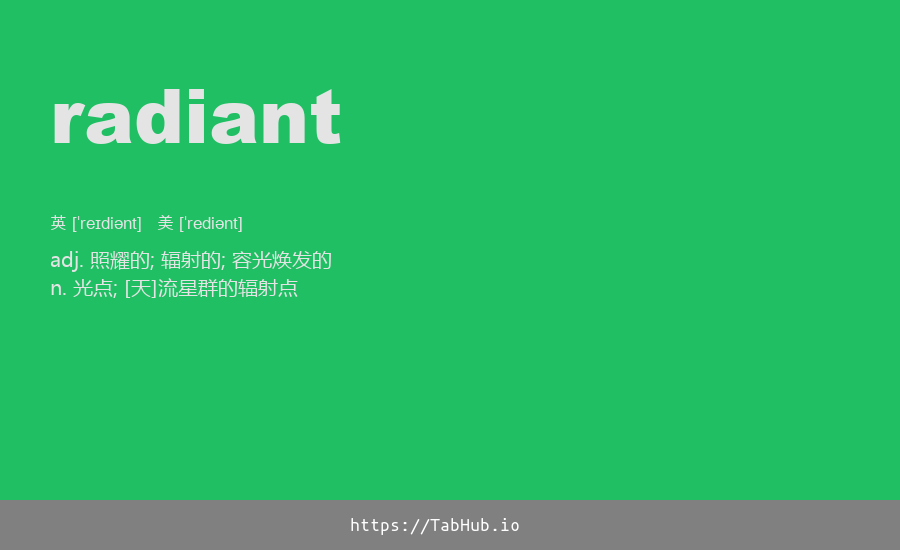 radiant
英 [ˈreɪdiənt] 美 [ˈrediənt]
adj. 照耀的; 辐射的; 容光焕发的
n. 光点; [天]流星群的辐射点
https://TabHub.io